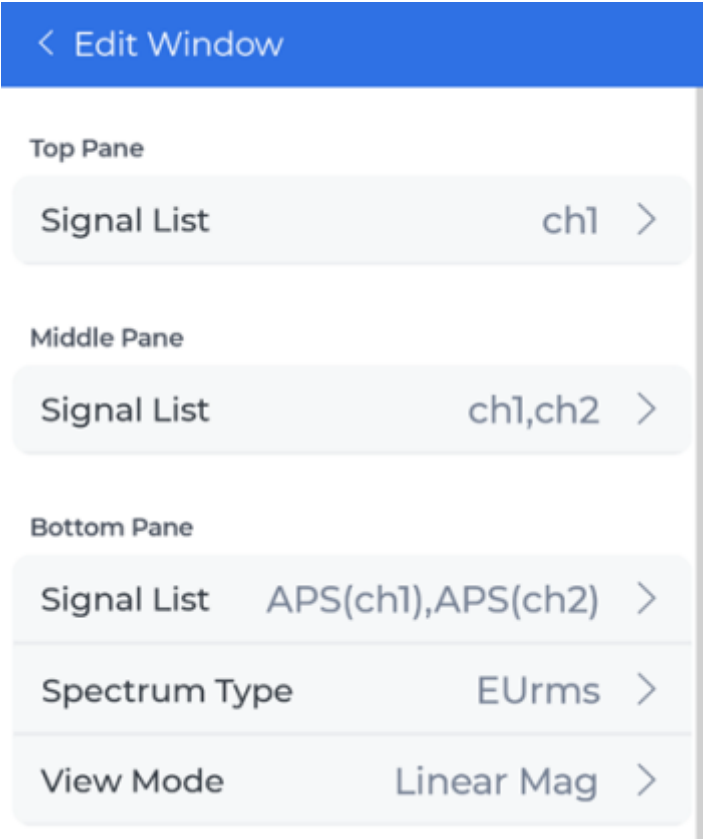 Edit Window
Top Pane
Signal List ch1
Middle Pane
Signal List ch1,ch2
Bottom Pane
Signal List APS(ch1),APS(ch2)
Spectrum Type EUrms
View Mode Linear Mag